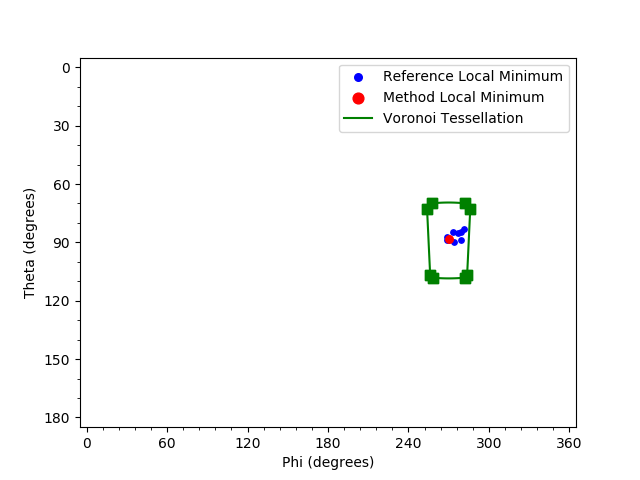 Reference Local Minimum
Method Local Minimum
Voronoi Tessellation
Theta (degrees)
0
30
60
90
120
150
180
0 60 120 180 240 300 360
Phi (degrees)